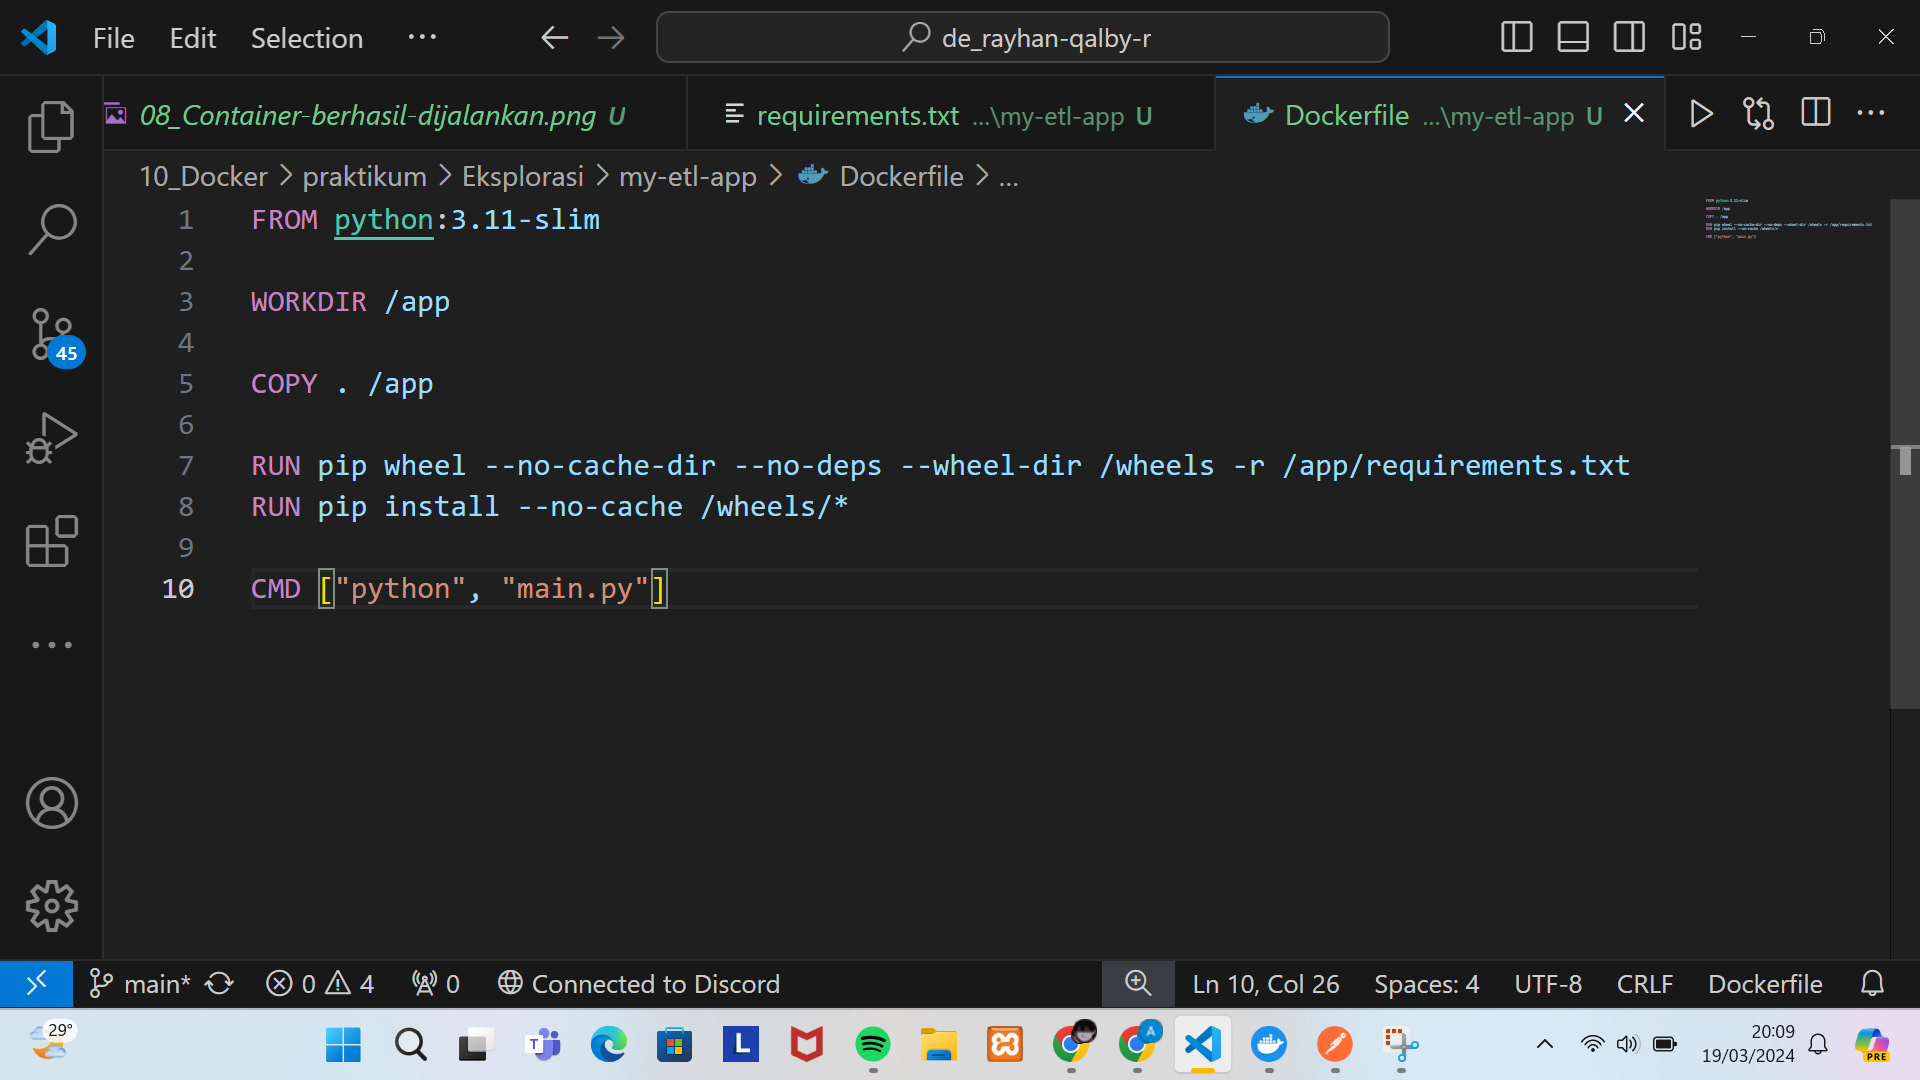 File Edit Selection ... de_rayhan-qalby-r
08_Container-berhasil-dijalankan.png U requirements.txt ...\my-etl-app U Dockerfile ...\my-etl-app U
10_Docker > praktikum > Eksplorasi > my-etl-app > Dockerfile > ...
1 FROM python:3.11-slim
2
3 WORKDIR /app
4
5 COPY . /app
6
7 RUN pip wheel --no-cache-dir --no-deps --wheel-dir /wheels -r /app/requirements.txt
8 RUN pip install --no-cache /wheels/*
9
10 CMD ["python", "main.py"]
45
main* 0 4 0 Connected to Discord Ln 10, Col 26 Spaces: 4 UTF-8 CRLF Dockerfile
29° T L A 20:09
19/03/2024 PRE